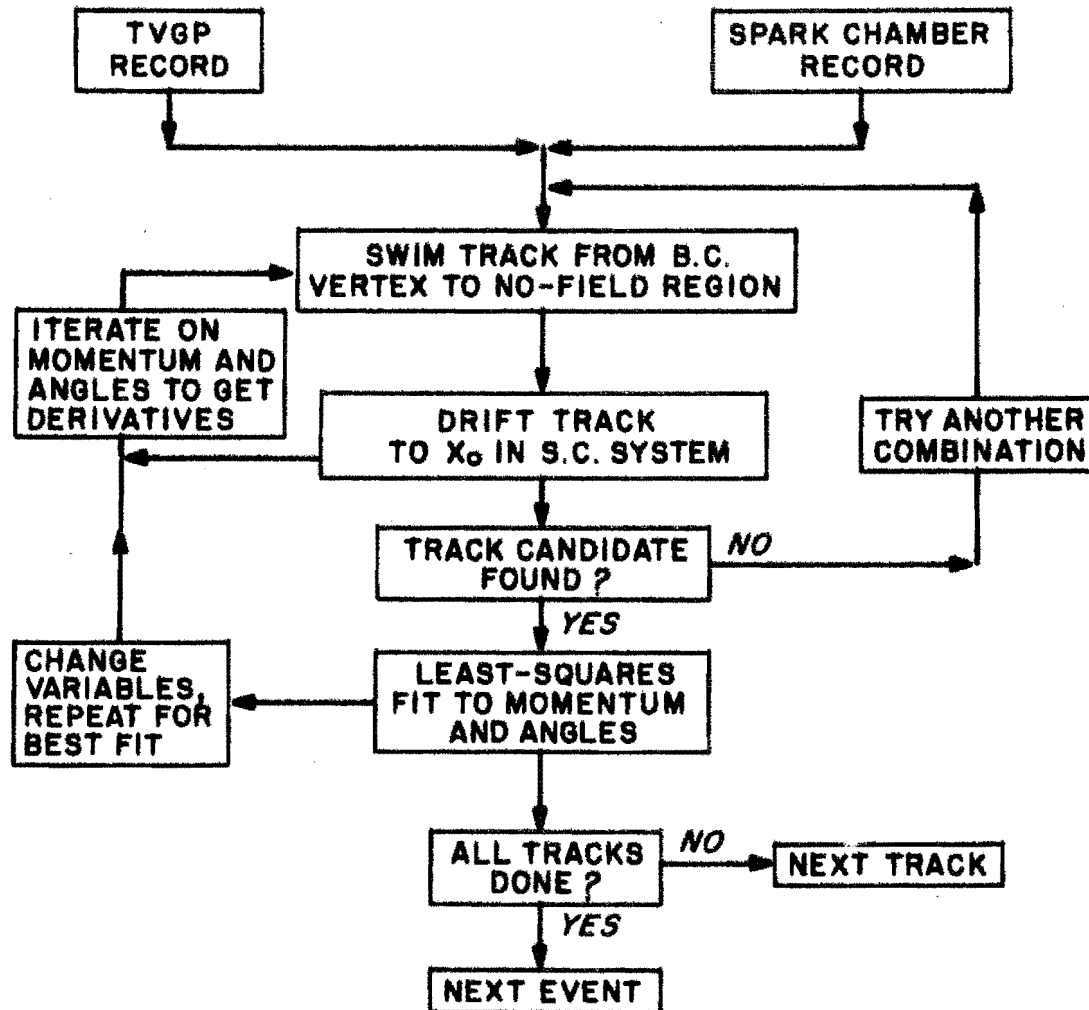 TVGP
RECORD
SPARK CHAMBER
RECORD
SWIM TRACK FROM B.C.
VERTEX TO NO-FIELD REGION
ITERATE ON
MOMENTUM AND
ANGLES TO GET
DERIVATIVES
DRIFT TRACK
TO X₀ IN S.C. SYSTEM
TRY ANOTHER
COMBINATION
TRACK CANDIDATE
FOUND ?
NO
YES
CHANGE
VARIABLES,
REPEAT FOR
BEST FIT
LEAST-SQUARES
FIT TO MOMENTUM
AND ANGLES
ALL TRACKS
DONE ?
NO
NEXT TRACK
YES
NEXT EVENT